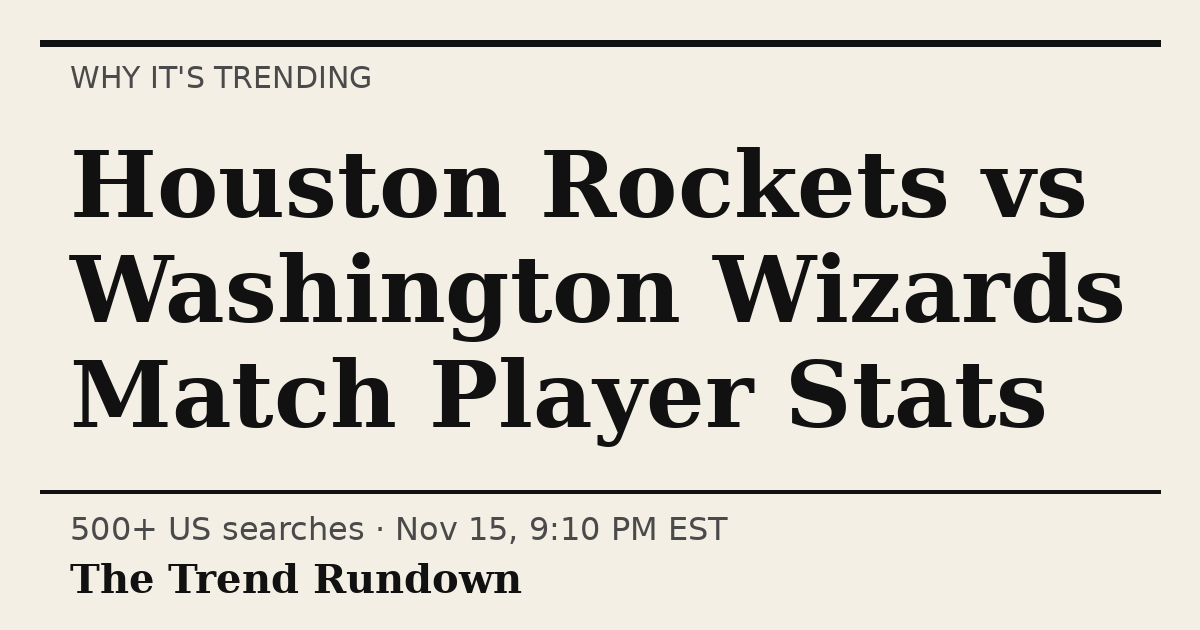 WHY IT'S TRENDING
Houston Rockets vs
Washington Wizards
Match Player Stats
500+ US searches · Nov 15, 9:10 PM EST
The Trend Rundown